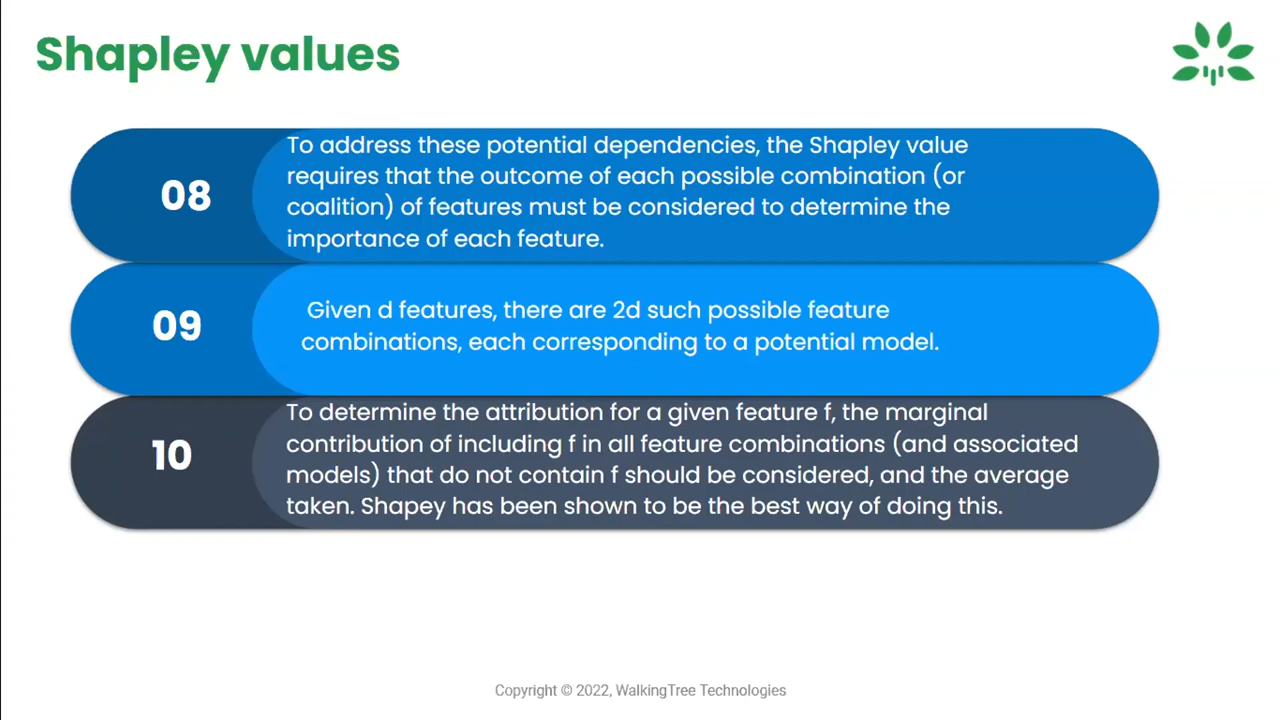 Shapley values
08
To address these potential dependencies, the Shapley value
requires that the outcome of each possible combination (or
coalition) of features must be considered to determine the
importance of each feature.
09
Given d features, there are 2d such possible feature
combinations, each corresponding to a potential model.
10
To determine the attribution for a given feature f, the marginal
contribution of including f in all feature combinations (and associated
models) that do not contain f should be considered, and the average
taken. Shapey has been shown to be the best way of doing this.
Copyright © 2022, WalkingTree Technologies